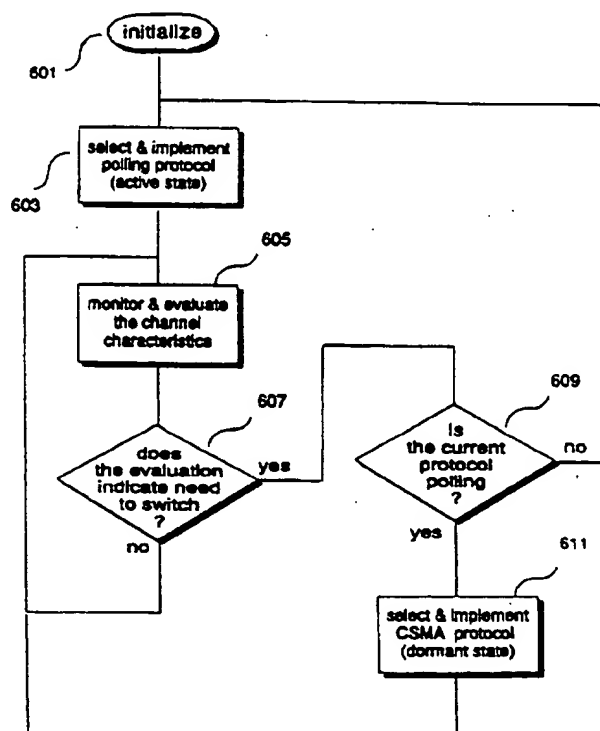 initialize
601
select & implement
polling protocol
(active state)
603
605
monitor & evaluate
the channel
characteristics
607
does
the evaluation
indicate need
to switch
?
yes
no
609
Is
the current
protocol
polling
?
no
yes
611
select & implement
CSMA protocol
(dormant state)